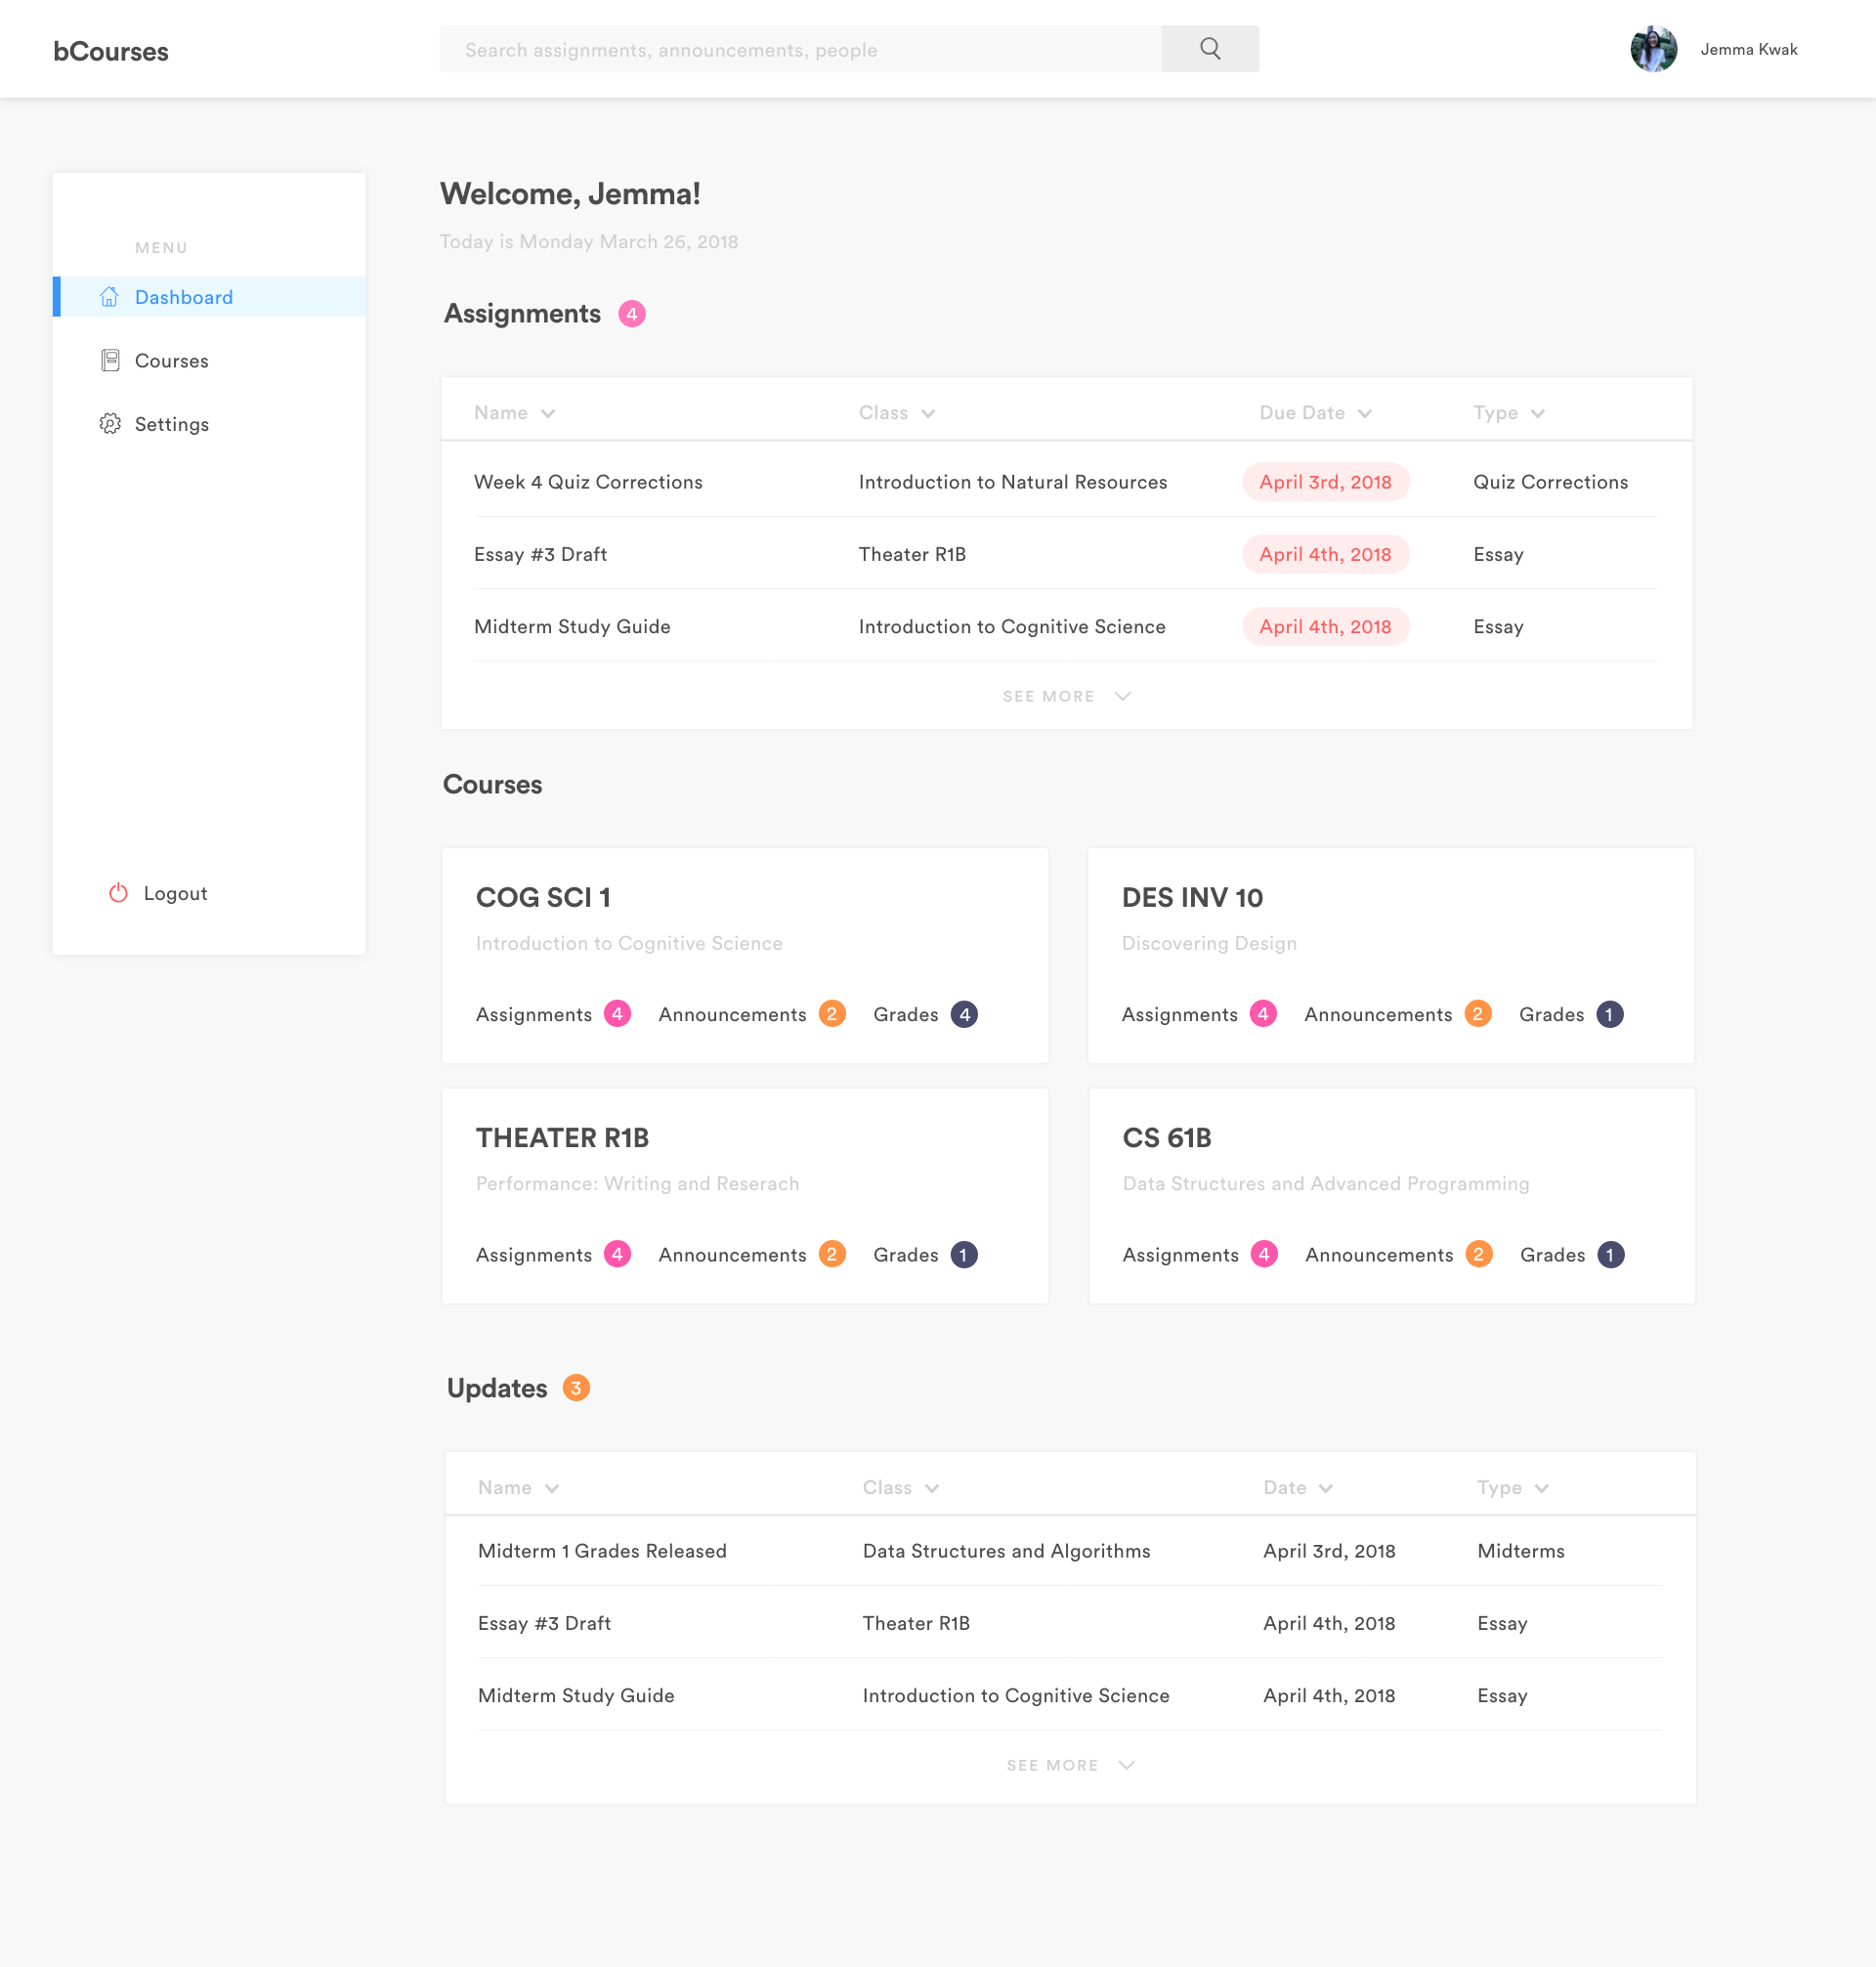 bCourses
Search assignments, announcements, people
Jemma Kwak
MENU
Dashboard
Courses
Settings
Logout
Welcome, Jemma!
Today is Monday March 26, 2018
Assignments 4
Name Class Due Date Type
Week 4 Quiz Corrections Introduction to Natural Resources April 3rd, 2018 Quiz Corrections
Essay #3 Draft Theater R1B April 4th, 2018 Essay
Midterm Study Guide Introduction to Cognitive Science April 4th, 2018 Essay
SEE MORE
Courses
COG SCI 1
Introduction to Cognitive Science
Assignments 4 Announcements 2 Grades 4
DES INV 10
Discovering Design
Assignments 4 Announcements 2 Grades 1
THEATER R1B
Performance: Writing and Reserach
Assignments 4 Announcements 2 Grades 1
CS 61B
Data Structures and Advanced Programming
Assignments 4 Announcements 2 Grades 1
Updates 3
Name Class Date Type
Midterm 1 Grades Released Data Structures and Algorithms April 3rd, 2018 Midterms
Essay #3 Draft Theater R1B April 4th, 2018 Essay
Midterm Study Guide Introduction to Cognitive Science April 4th, 2018 Essay
SEE MORE